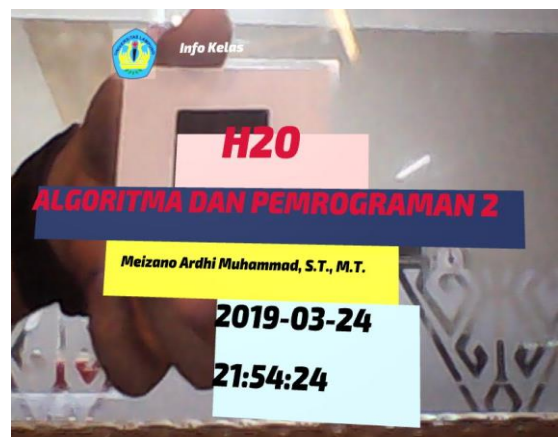 Info Kelas
H20
ALGORITMA DAN PEMROGRAMAN 2
Meizano Ardhi Muhammad, S.T., M.T.
2019-03-24
21:54:24